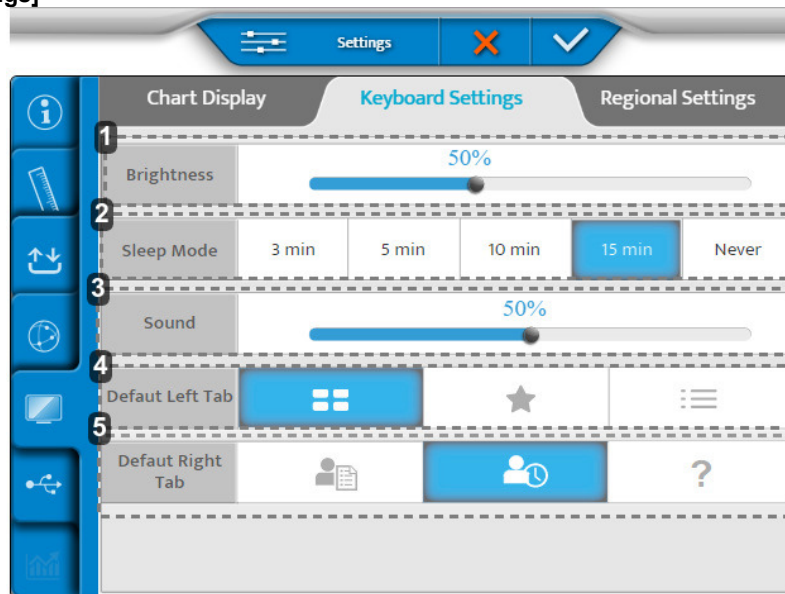 Settings
Chart Display Keyboard Settings Regional Settings
1
50%
Brightness
2
Sleep Mode 3 min 5 min 10 min 15 min Never
3
50%
Sound
4
Defaut Left Tab
5
Defaut Right
Tab
?